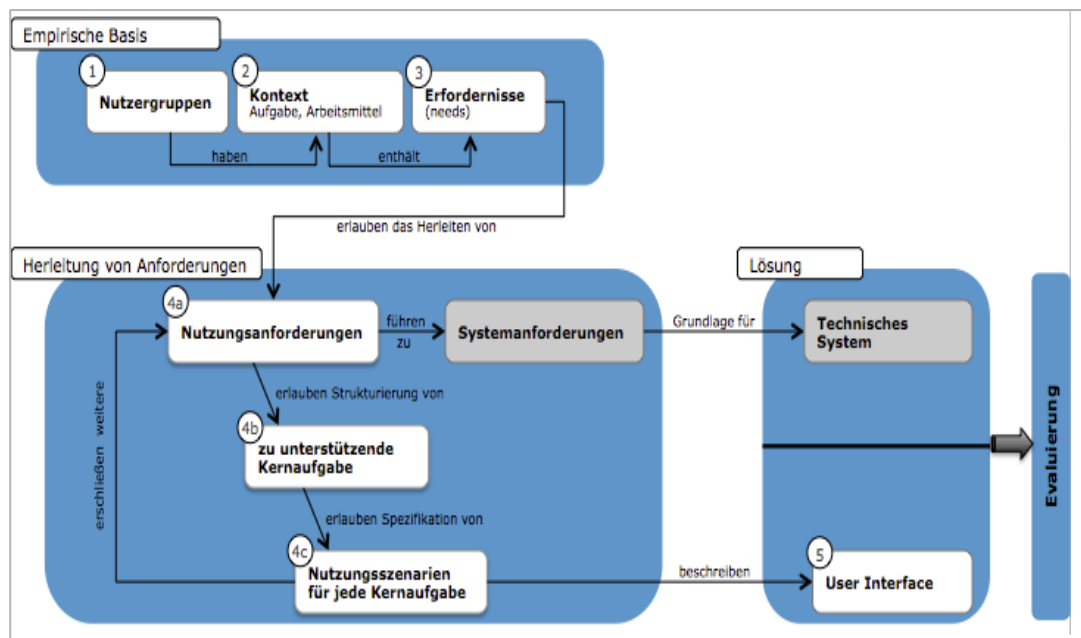 Empirische Basis
1
Nutzergruppen
2
Kontext
Aufgabe, Arbeitsmittel
3
Erfordernisse
(needs)
haben
enthält
erlauben das Herleiten von
Herleitung von Anforderungen
Lösung
4a
Nutzungsanforderungen
führen
zu
Systemanforderungen
Grundlage für
Technisches
System
erlauben Strukturierung von
4b
zu unterstützende
Kernaufgabe
erschließen weitere
erlauben Spezifikation von
4c
Nutzungsszenarien
für jede Kernaufgabe
beschreiben
5
User Interface
Evaluierung